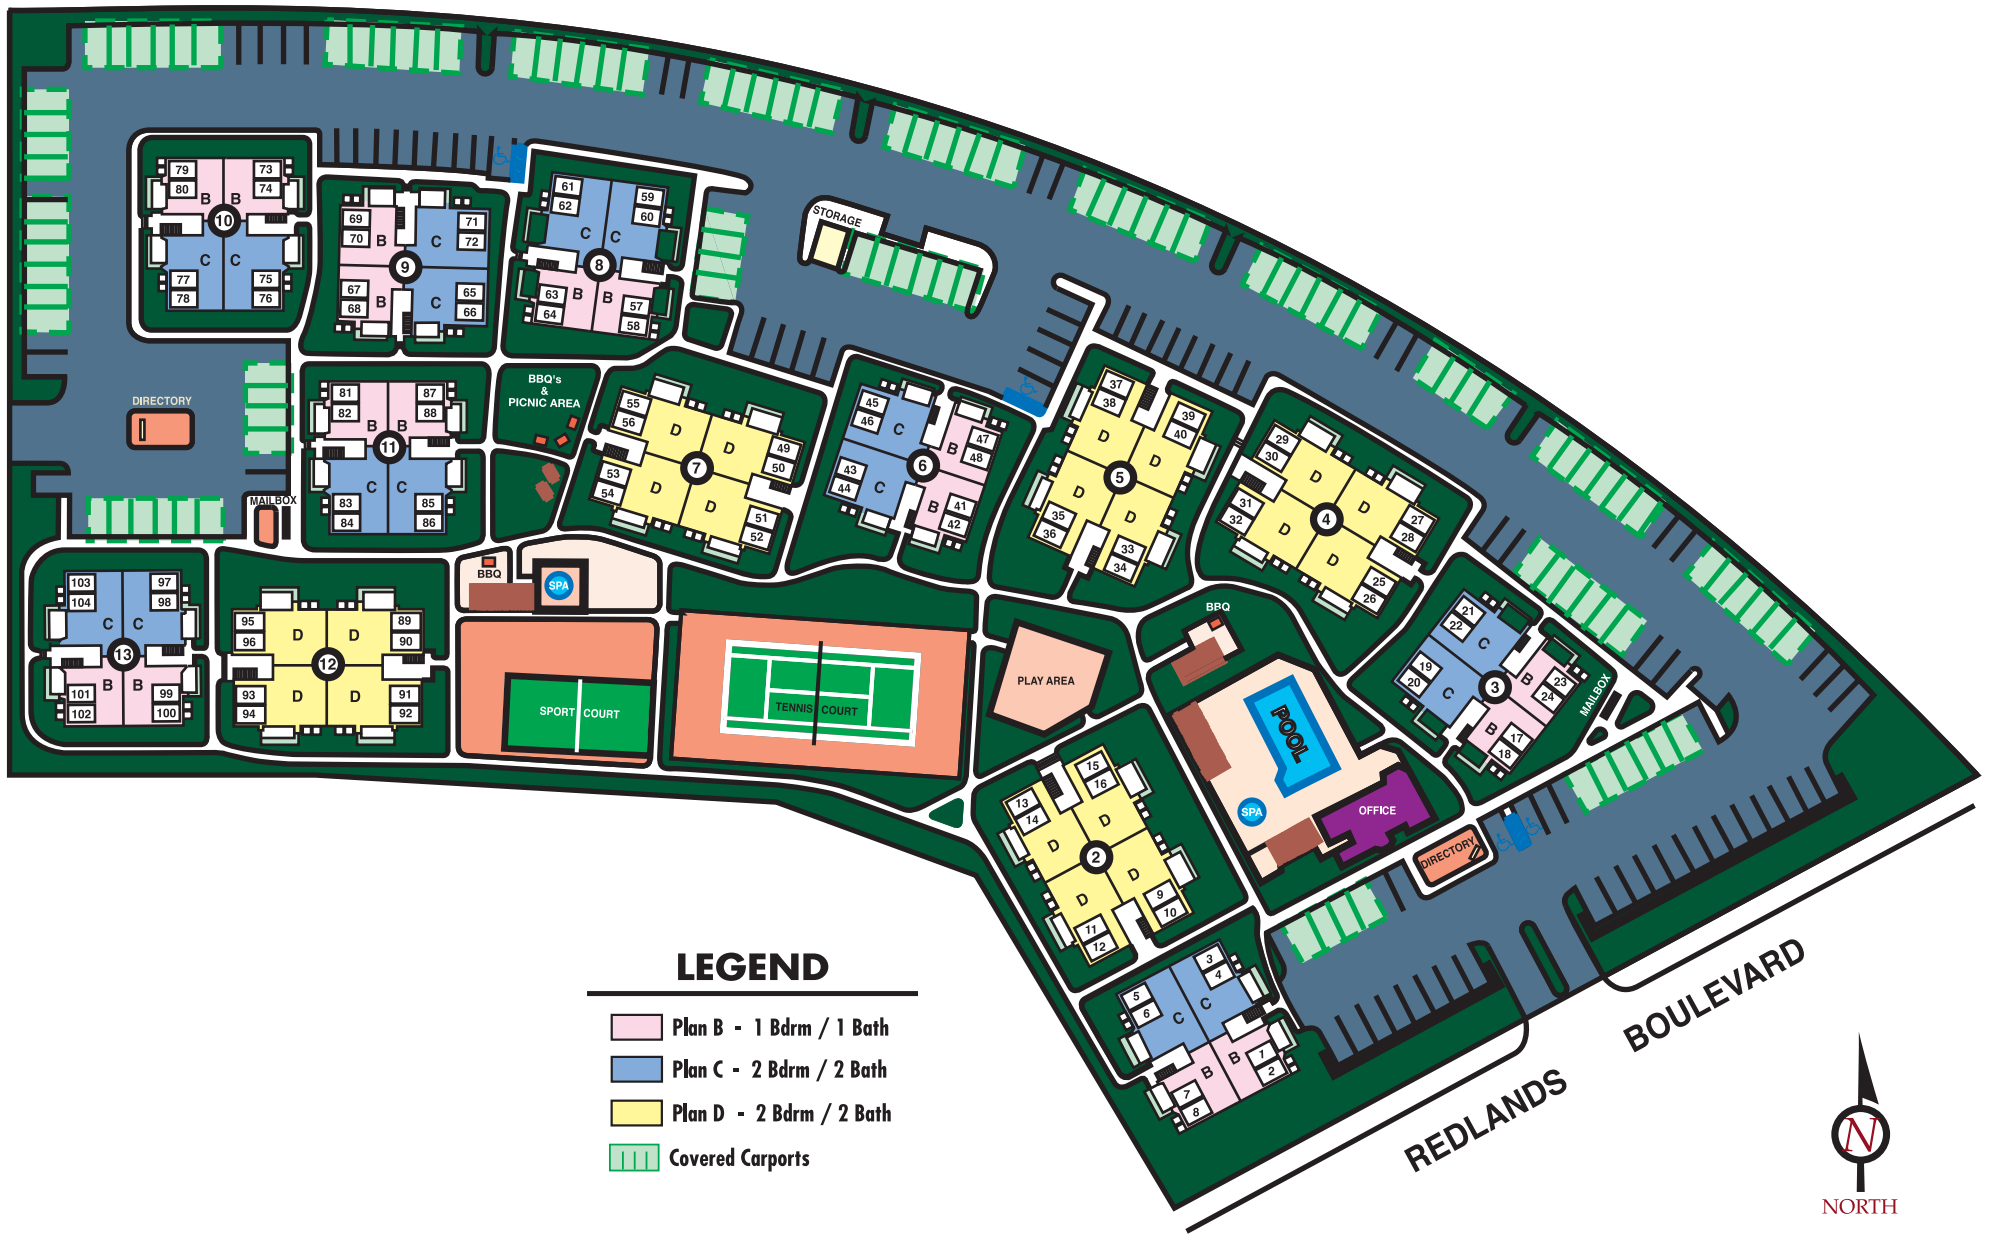 79
80
73
74
B
B
10
C
C
77
78
75
76
69
70
71
72
B
C
9
67
68
65
66
B
C
61
62
59
60
C
C
8
63
64
57
58
B
B
STORAGE
DIRECTORY
81
82
87
88
B
B
11
C
C
83
84
85
86
BBQ's
&
PICNIC AREA
55
56
49
50
D
D
7
D
D
53
54
51
52
45
46
47
48
C
B
6
43
44
41
42
C
B
37
38
39
40
D
D
5
D
D
35
36
33
34
29
30
27
28
D
D
4
D
D
31
32
25
26
MAILBOX
103
104
97
98
C
C
13
B
B
101
102
99
100
95
96
89
90
D
D
12
D
D
93
94
91
92
BBQ
SPA
SPORT COURT
TENNIS COURT
PLAY AREA
BBQ
POOL
SPA
OFFICE
21
22
23
24
C
B
3
C
B
19
20
17
18
MAILBOX
DIRECTORY
15
16
13
14
D
D
2
D
D
9
10
11
12
3
4
5
6
C
C
B
B
1
2
7
8
LEGEND
Plan B - 1 Bdrm / 1 Bath
Plan C - 2 Bdrm / 2 Bath
Plan D - 2 Bdrm / 2 Bath
Covered Carports
REDLANDS BOULEVARD
N
NORTH